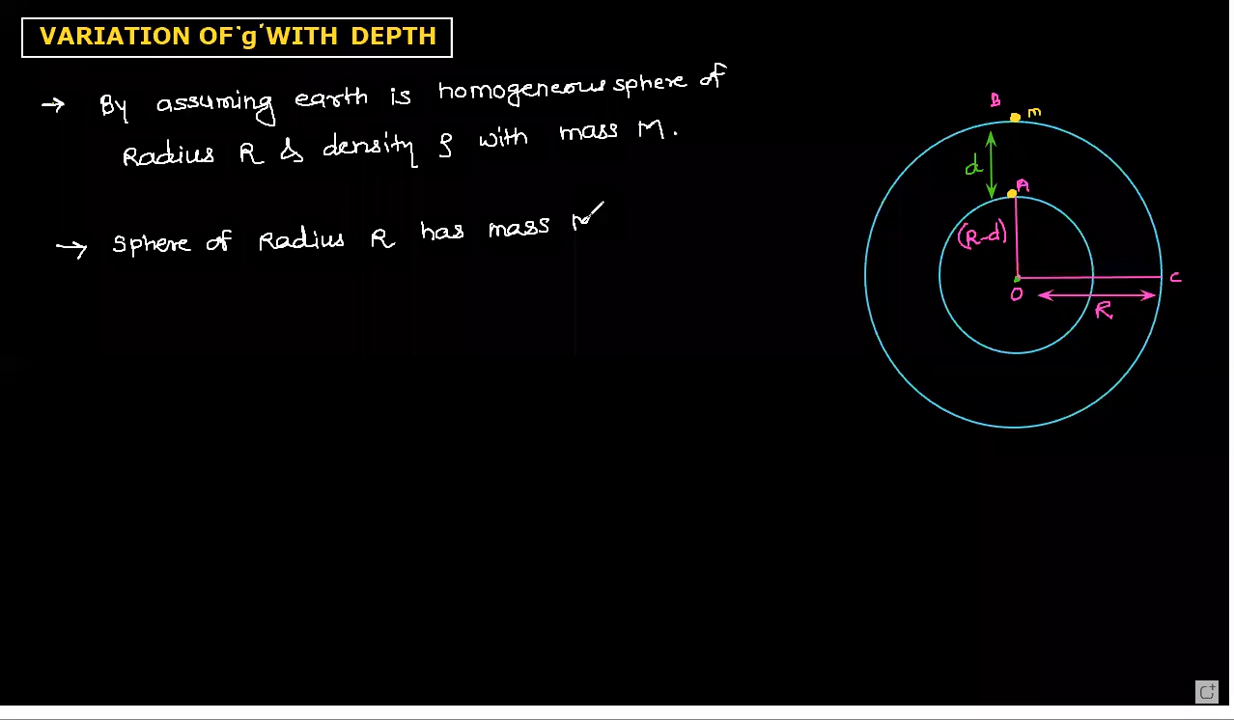 VARIATION OF 'g' WITH DEPTH
→ By assuming earth is homogeneous sphere of
Radius R & density ρ with mass M.
→ sphere of Radius R has mass
B m
d
A
(R-d)
O
C
R